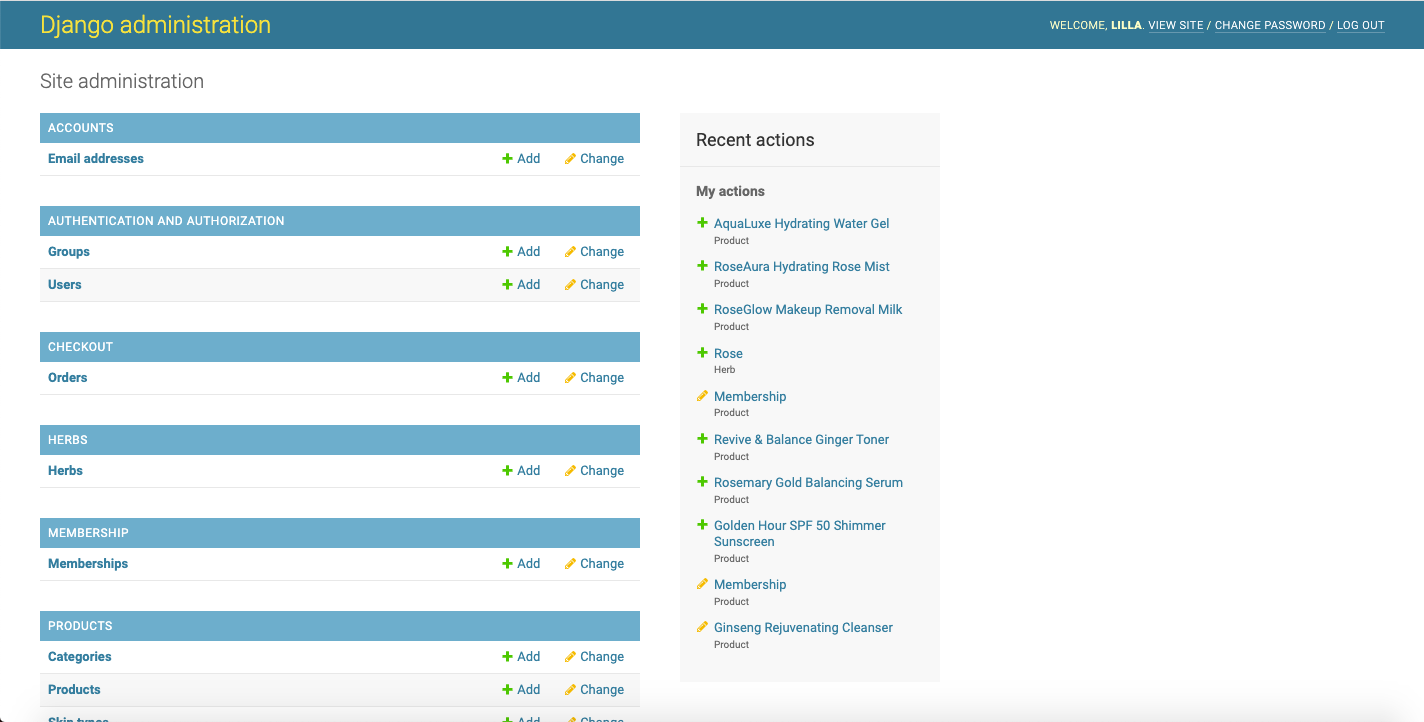 Django administration
WELCOME, LILLA. VIEW SITE / CHANGE PASSWORD / LOG OUT
Site administration
ACCOUNTS
Email addresses Add Change
AUTHENTICATION AND AUTHORIZATION
Groups Add Change
Users Add Change
CHECKOUT
Orders Add Change
HERBS
Herbs Add Change
MEMBERSHIP
Memberships Add Change
PRODUCTS
Categories Add Change
Products Add Change
Skin types Add Change
Recent actions
My actions
AquaLuxe Hydrating Water Gel
Product
RoseAura Hydrating Rose Mist
Product
RoseGlow Makeup Removal Milk
Product
Rose
Herb
Membership
Product
Revive & Balance Ginger Toner
Product
Rosemary Gold Balancing Serum
Product
Golden Hour SPF 50 Shimmer
Sunscreen
Product
Membership
Product
Ginseng Rejuvenating Cleanser
Product